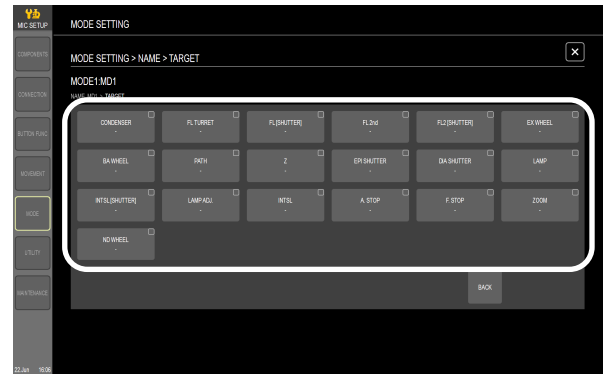 MIC SETUP
MODE SETTING
COMPONENTS
MODE SETTING > NAME > TARGET
MODE1:MD1
CONNECTION
NAME: MD1 > TARGET
CONDENSER
-
FL TURRET
-
FL[SHUTTER]
-
FL 2nd
-
FL2 [SHUTTER]
-
EX WHEEL
-
BUTTON FUNC
BA WHEEL
-
PATH
-
Z
-
EPI SHUTTER
-
DIA SHUTTER
-
LAMP
-
MOVEMENT
INTSL[SHUTTER]
-
LAMP ADJ.
-
INTSL
-
A. STOP
-
F. STOP
-
ZOOM
-
MODE
ND WHEEL
-
UTILITY
MAINTENANCE
BACK
22.Jun 16:06